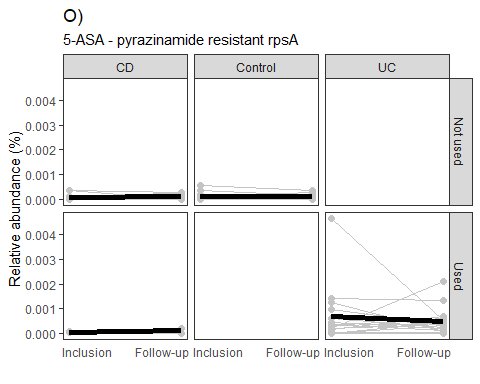 O)
5-ASA - pyrazinamide resistant rpsA
CD Control UC
Relative abundance (%)
0.004
0.003
0.002
0.001
0.000
Not used
0.004
0.003
0.002
0.001
0.000
Used
Inclusion Follow-up Inclusion Follow-up Inclusion Follow-up